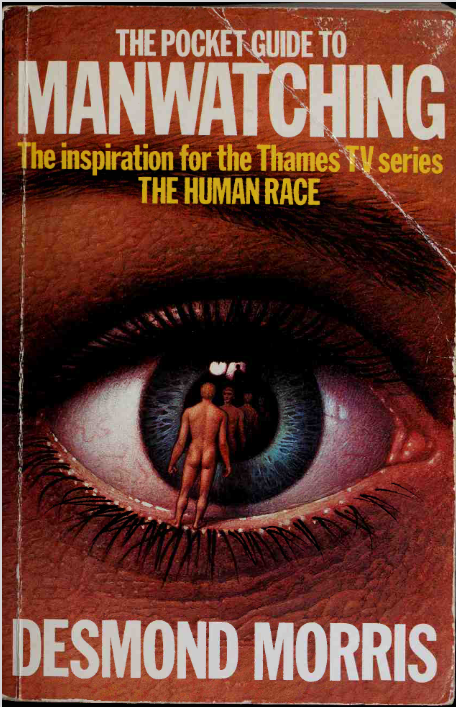 THE POCKET GUIDE TO
MANWATCHING
The inspiration for the Thames TV series
THE HUMAN RACE
DESMOND MORRIS